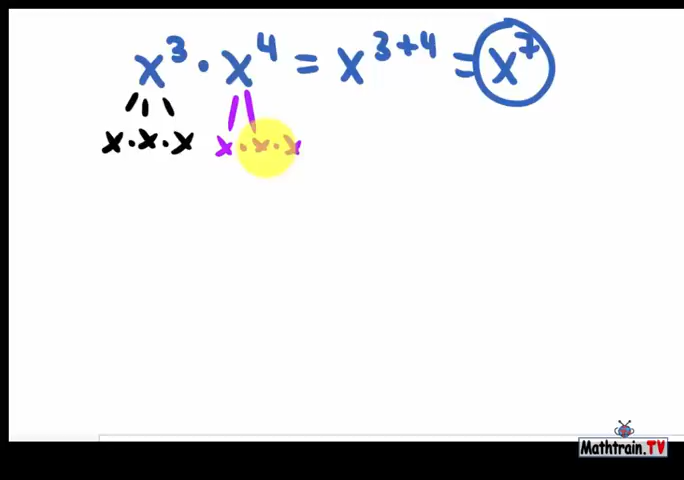 x³ · x⁴ = x³⁺⁴ = x⁷
x·x·x x·x·x
Mathtrain.TV